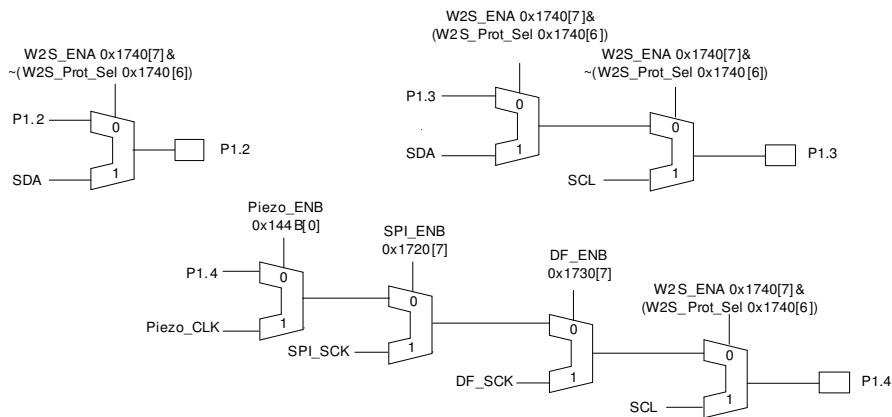 W2S_ENA 0x1740[7]&
~(W2S_Prot_Sel 0x1740[6])
P1.2
0
1
SDA
P1.2
W2S_ENA 0x1740[7]&
(W2S_Prot_Sel 0x1740[6])
P1.3
0
1
SDA
W2S_ENA 0x1740[7]&
~(W2S_Prot_Sel 0x1740[6])
0
1
SCL
P1.3
Piezo_ENB
0x144B[0]
P1.4
0
1
Piezo_CLK
SPI_ENB
0x1720[7]
0
1
SPI_SCK
DF_ENB
0x1730[7]
0
1
DF_SCK
W2S_ENA 0x1740[7]&
(W2S_Prot_Sel 0x1740[6])
0
1
SCL
P1.4